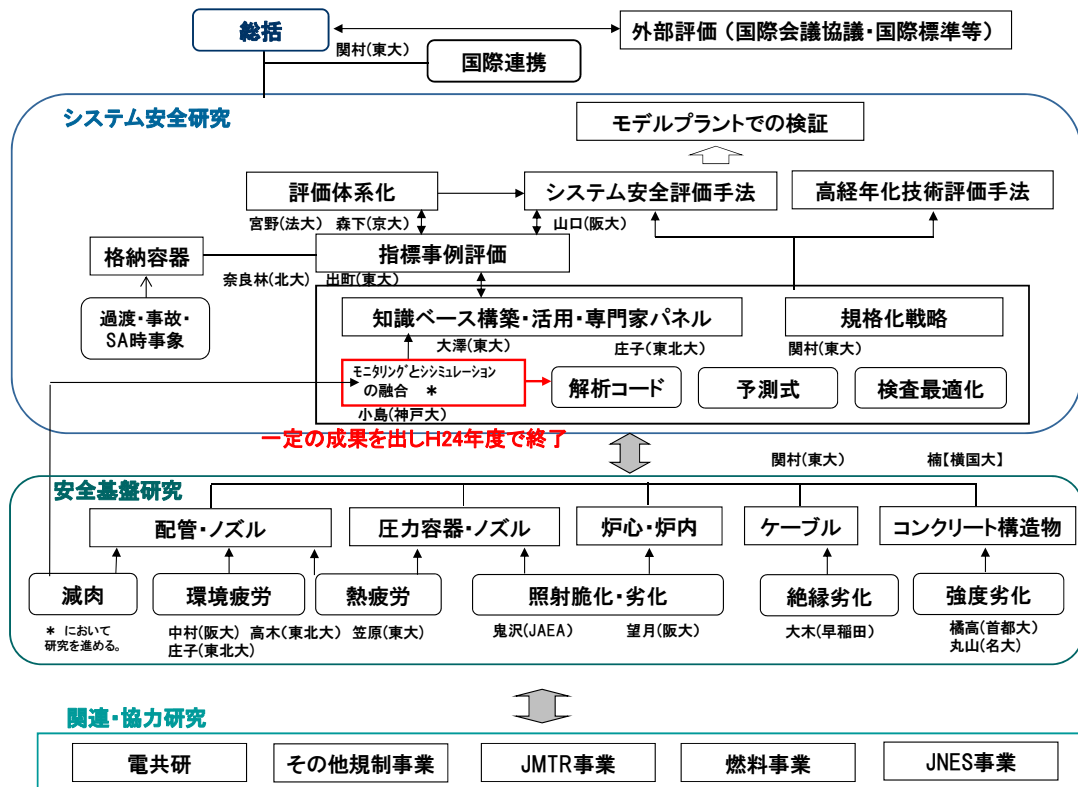 総括
外部評価（国際会議協議・国際標準等）
関村(東大)
国際連携
システム安全研究
モデルプラントでの検証
評価体系化
システム安全評価手法
高経年化技術評価手法
宮野(法大)　森下(京大)
山口(阪大)
格納容器
指標事例評価
奈良林(北大)　出町(東大)
過渡・事故・
SA時事象
知識ベース構築・活用・専門家パネル
規格化戦略
大澤(東大)
庄子(東北大)
関村(東大)
ﾓﾆﾀﾘﾝｸﾞとシシミュレーション
の融合　＊
解析コード
予測式
検査最適化
小島(神戸大)
一定の成果を出しH24年度で終了
関村(東大)
楠【横国大】
安全基盤研究
配管・ノズル
圧力容器・ノズル
炉心・炉内
ケーブル
コンクリート構造物
減肉
環境疲労
熱疲労
照射脆化・劣化
絶縁劣化
強度劣化
＊ において
研究を進める。
中村(阪大)　高木(東北大)
庄子(東北大)
笠原(東大)
鬼沢(JAEA)
望月(阪大)
大木(早稲田)
橘高(首都大)
丸山(名大)
関連・協力研究
電共研
その他規制事業
JMTR事業
燃料事業
JNES事業